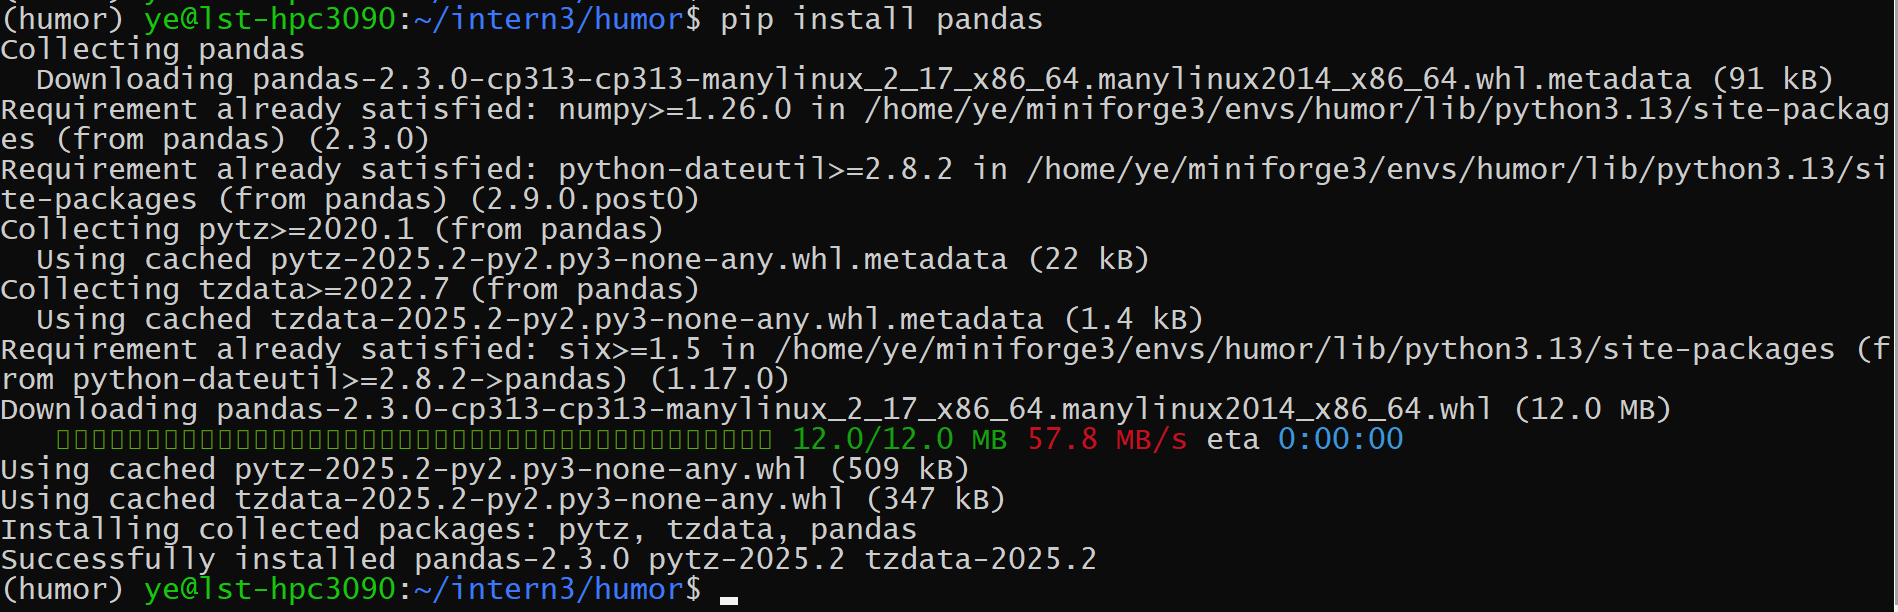 (humor) ye@lst-hpc3090:~/intern3/humor$ pip install pandas
Collecting pandas
  Downloading pandas-2.3.0-cp313-cp313-manylinux_2_17_x86_64.manylinux2014_x86_64.whl.metadata (91 kB)
Requirement already satisfied: numpy>=1.26.0 in /home/ye/miniforge3/envs/humor/lib/python3.13/site-packag
es (from pandas) (2.3.0)
Requirement already satisfied: python-dateutil>=2.8.2 in /home/ye/miniforge3/envs/humor/lib/python3.13/si
te-packages (from pandas) (2.9.0.post0)
Collecting pytz>=2020.1 (from pandas)
  Using cached pytz-2025.2-py2.py3-none-any.whl.metadata (22 kB)
Collecting tzdata>=2022.7 (from pandas)
  Using cached tzdata-2025.2-py2.py3-none-any.whl.metadata (1.4 kB)
Requirement already satisfied: six>=1.5 in /home/ye/miniforge3/envs/humor/lib/python3.13/site-packages (f
rom python-dateutil>=2.8.2->pandas) (1.17.0)
Downloading pandas-2.3.0-cp313-cp313-manylinux_2_17_x86_64.manylinux2014_x86_64.whl (12.0 MB)
12.0/12.0 MB 57.8 MB/s eta 0:00:00
Using cached pytz-2025.2-py2.py3-none-any.whl (509 kB)
Using cached tzdata-2025.2-py2.py3-none-any.whl (347 kB)
Installing collected packages: pytz, tzdata, pandas
Successfully installed pandas-2.3.0 pytz-2025.2 tzdata-2025.2
(humor) ye@lst-hpc3090:~/intern3/humor$